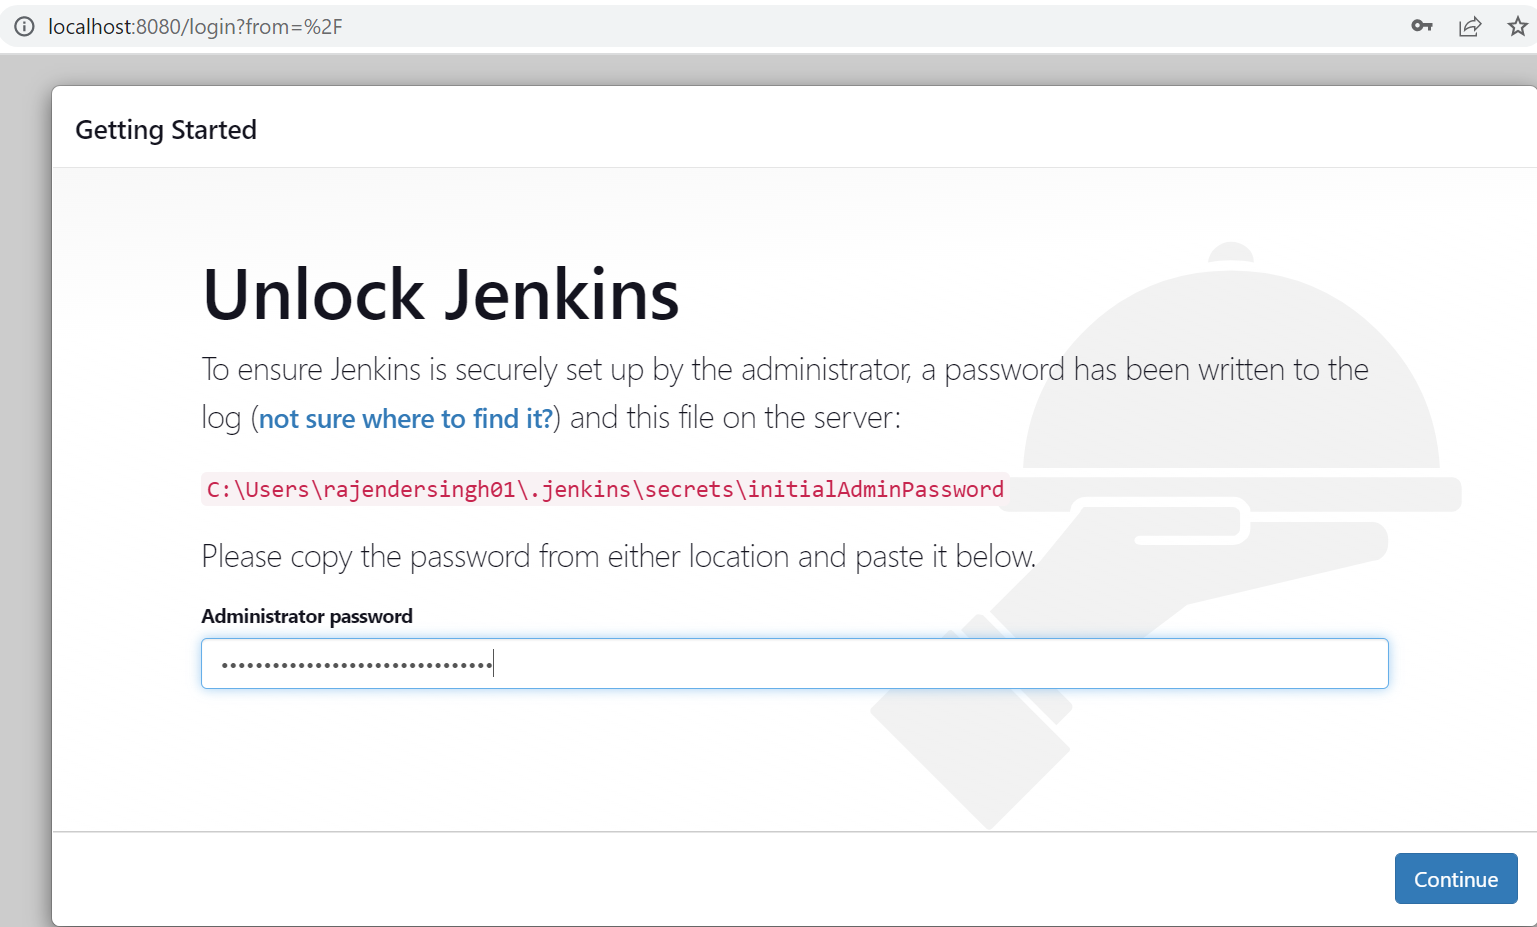 localhost:8080/login?from=%2F
Getting Started
Unlock Jenkins
To ensure Jenkins is securely set up by the administrator, a password has been written to the
log (not sure where to find it?) and this file on the server:
C:\Users\rajendersingh01\.jenkins\secrets\initialAdminPassword
Please copy the password from either location and paste it below.
Administrator password
••••••••••••••••••••••••••••••••
Continue